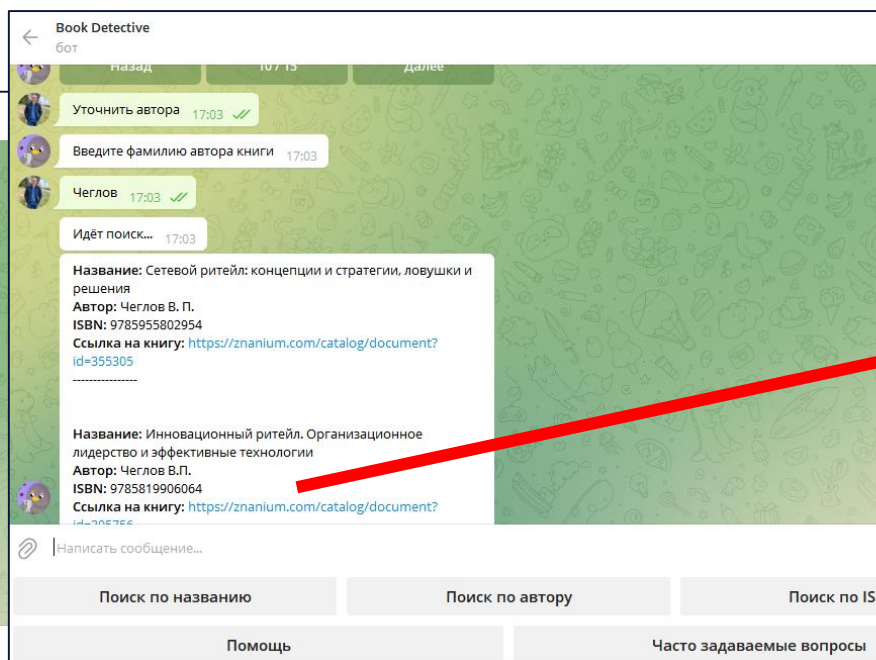 Book Detective
бот
Назад 10 / 15 Далее
Уточнить автора 17:03
Введите фамилию автора книги 17:03
Чеглов 17:03
Идёт поиск... 17:03
Название: Сетевой ритейл: концепции и стратегии, ловушки и
решения
Автор: Чеглов В. П.
ISBN: 9785955802954
Ссылка на книгу: https://znanium.com/catalog/document?
id=355305
----------------
Название: Инновационный ритейл. Организационное
лидерство и эффективные технологии
Автор: Чеглов В.П.
ISBN: 9785819906064
Ссылка на книгу: https://znanium.com/catalog/document?
Написать сообщение...
Поиск по названию Поиск по автору Поиск по IS
Помощь Часто задаваемые вопросы